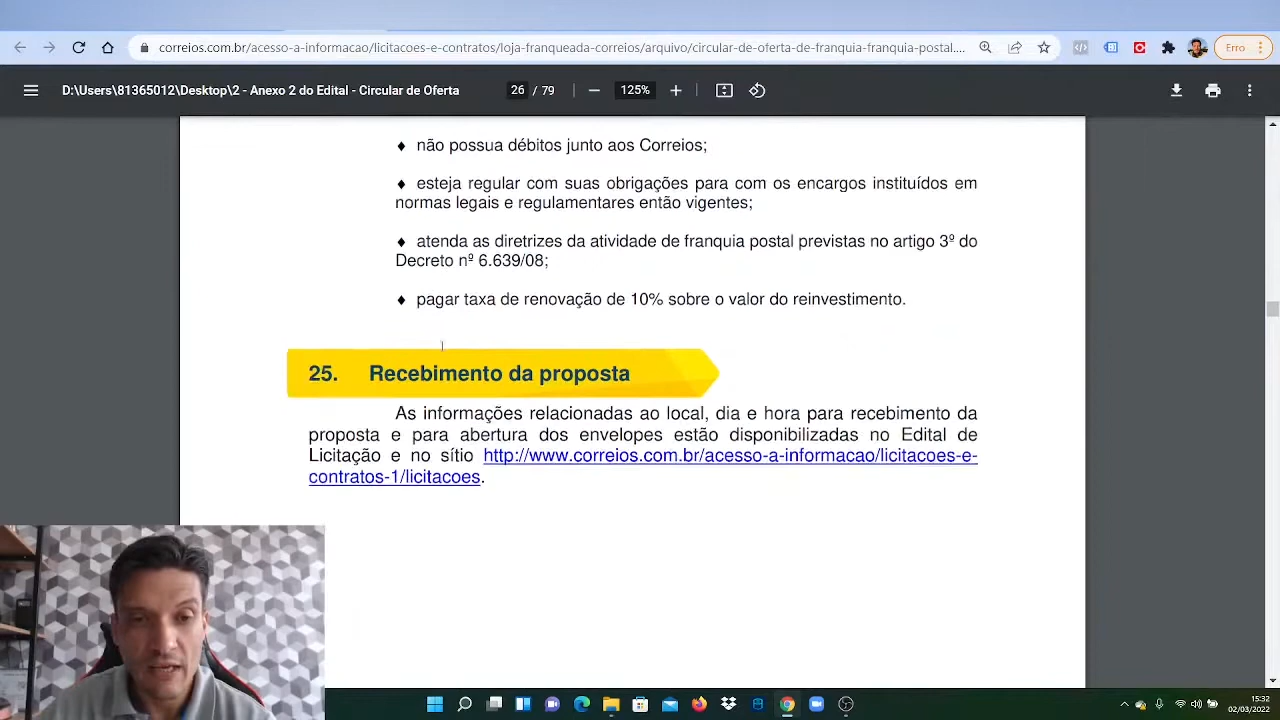 correios.com.br/acesso-a-informacao/licitacoes-e-contratos/loja-franqueada-correios/arquivo/circular-de-oferta-de-franquia-franquia-postal....
Erro
D:\Users\81365012\Desktop\2 - Anexo 2 do Edital - Circular de Oferta
26 / 79
125%
♦ não possua débitos junto aos Correios;
♦ esteja regular com suas obrigações para com os encargos instituídos em
normas legais e regulamentares então vigentes;
♦ atenda as diretrizes da atividade de franquia postal previstas no artigo 3º do
Decreto nº 6.639/08;
♦ pagar taxa de renovação de 10% sobre o valor do reinvestimento.
25. Recebimento da proposta
As informações relacionadas ao local, dia e hora para recebimento da
proposta e para abertura dos envelopes estão disponibilizadas no Edital de
Licitação e no sítio http://www.correios.com.br/acesso-a-informacao/licitacoes-e-
contratos-1/licitacoes.
15:32
02/03/2022